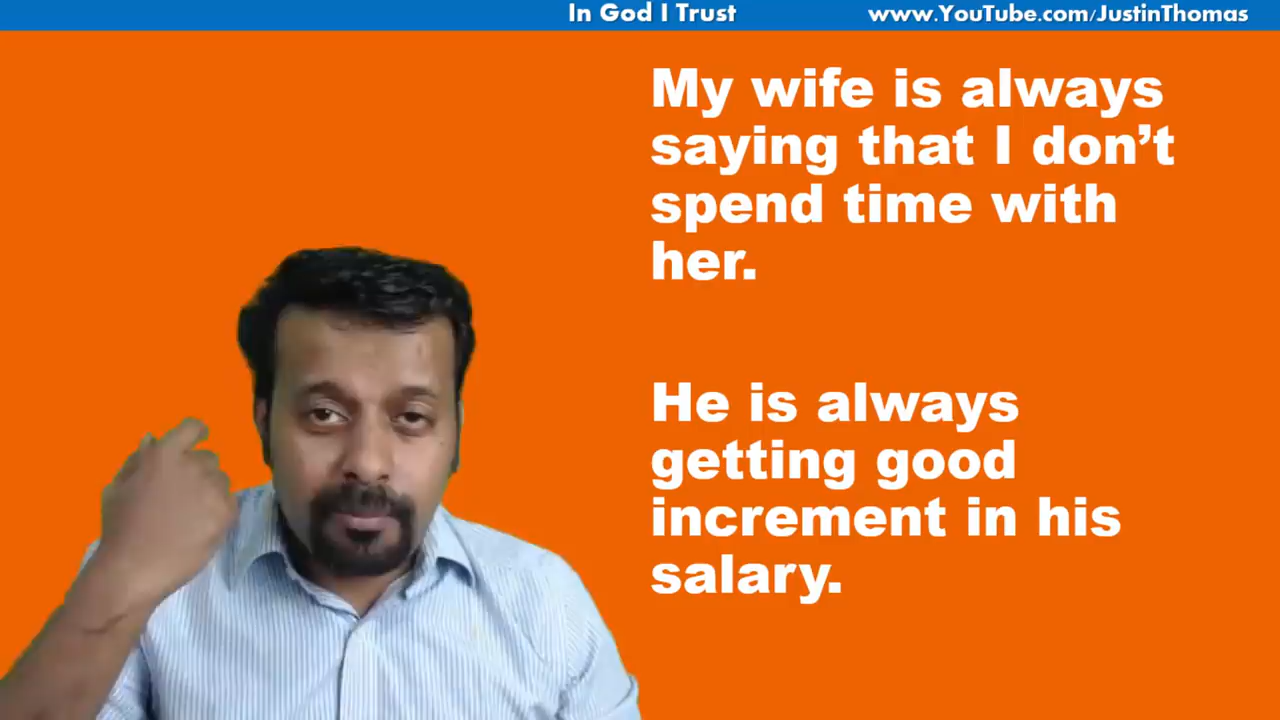 In God I Trust
www.YouTube.com/JustinThomas
My wife is always
saying that I don’t
spend time with
her.
He is always
getting good
increment in his
salary.